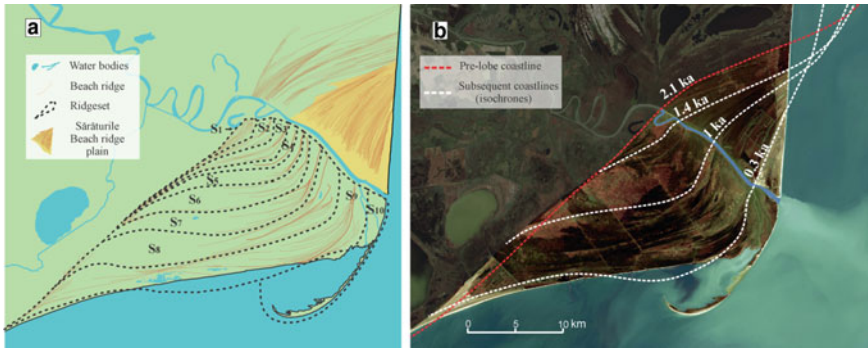 a
Water bodies
Beach ridge
Ridgeset
Sărăturile
Beach ridge
plain
S1
S2
S3
S4
S5
S6
S7
S8
S9
S10
b
Pre-lobe coastline
Subsequent coastlines
(isochrones)
2.1 ka
1.4 ka
1 ka
0.3 ka
0 5 10 km